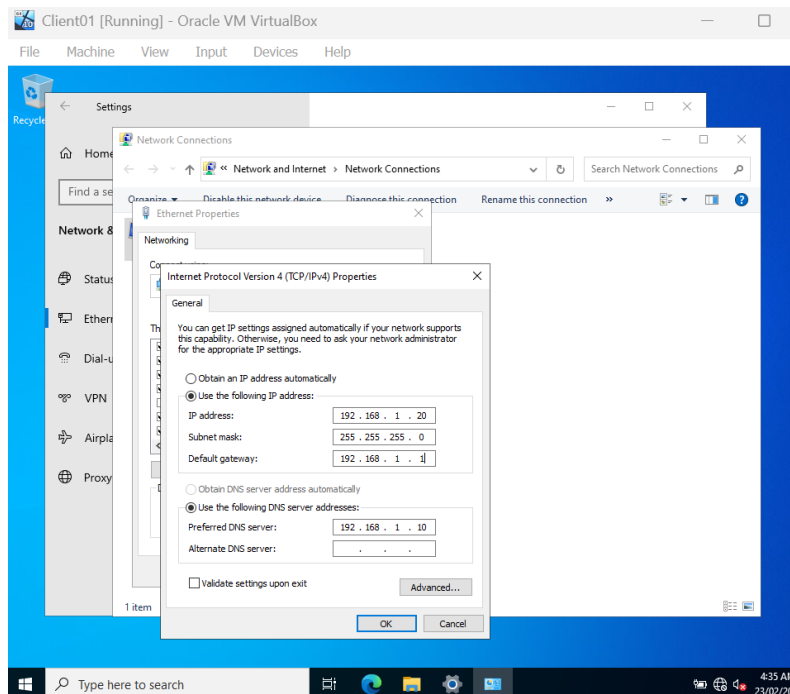 Client01 [Running] - Oracle VM VirtualBox
File Machine View Input Devices Help
Recycle
Settings
Home
Find a se
Network &
Status
Ethern
Dial-u
VPN
Airpla
Proxy
Network Connections
« Network and Internet › Network Connections
Search Network Connections
Organize Disable this network device Diagnose this connection Rename this connection »
Ethernet Properties
Networking
Internet Protocol Version 4 (TCP/IPv4) Properties
General
You can get IP settings assigned automatically if your network supports
this capability. Otherwise, you need to ask your network administrator
for the appropriate IP settings.
Obtain an IP address automatically
Use the following IP address:
IP address: 192 . 168 . 1 . 20
Subnet mask: 255 . 255 . 255 . 0
Default gateway: 192 . 168 . 1 . 1
Obtain DNS server address automatically
Use the following DNS server addresses:
Preferred DNS server: 192 . 168 . 1 . 10
Alternate DNS server: . . .
Validate settings upon exit
Advanced...
OK Cancel
1 item
Type here to search
4:35 AM
23/02/20